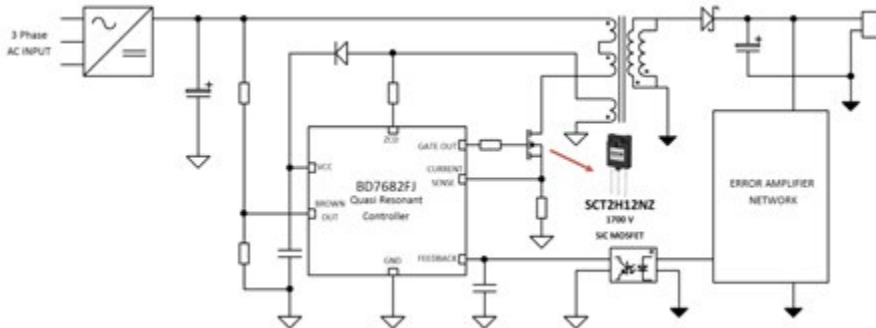 3 Phase
AC INPUT
ZCD
GATE OUT
VCC
CURRENT
SENSE
BD7682FJ
Quasi Resonant
Controller
BROWN
OUT
GND
FEEDBACK
SCT2H12NZ
1700 V
SiC MOSFET
ERROR AMPLIFIER
NETWORK